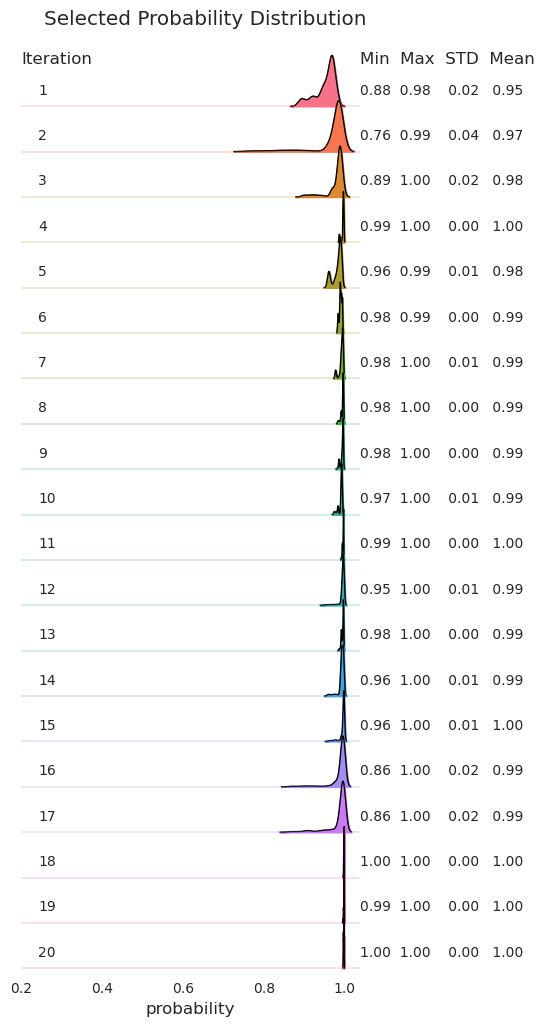 Selected Probability Distribution
Iteration Min Max STD Mean
1 0.88 0.98 0.02 0.95
2 0.76 0.99 0.04 0.97
3 0.89 1.00 0.02 0.98
4 0.99 1.00 0.00 1.00
5 0.96 0.99 0.01 0.98
6 0.98 0.99 0.00 0.99
7 0.98 1.00 0.01 0.99
8 0.98 1.00 0.00 0.99
9 0.98 1.00 0.00 0.99
10 0.97 1.00 0.01 0.99
11 0.99 1.00 0.00 1.00
12 0.95 1.00 0.01 0.99
13 0.98 1.00 0.00 0.99
14 0.96 1.00 0.01 0.99
15 0.96 1.00 0.01 1.00
16 0.86 1.00 0.02 0.99
17 0.86 1.00 0.02 0.99
18 1.00 1.00 0.00 1.00
19 0.99 1.00 0.00 1.00
20 1.00 1.00 0.00 1.00
0.2 0.4 0.6 0.8 1.0
probability